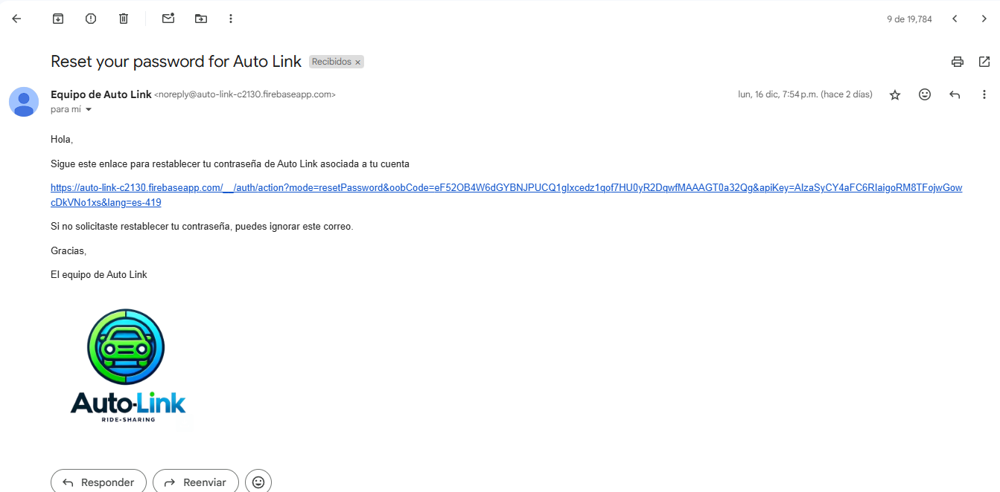 9 de 19,784
Reset your password for Auto Link Recibidos ×
Equipo de Auto Link <noreply@auto-link-c2130.firebaseapp.com>
lun, 16 dic, 7:54 p.m. (hace 2 días)
para mí
Hola,
Sigue este enlace para restablecer tu contraseña de Auto Link asociada a tu cuenta
https://auto-link-c2130.firebaseapp.com/__/auth/action?mode=resetPassword&oobCode=eF52OB4W6dGYBNJPUCQ1gIxcedz1qof7HU0yR2DqwfMAAAGT0a32Qg&apiKey=AIzaSyCY4aFC6RIaigoRM8TFojwGow
cDkVNo1xs&lang=es-419
Si no solicitaste restablecer tu contraseña, puedes ignorar este correo.
Gracias,
El equipo de Auto Link
Auto-Link
RIDE-SHARING
Responder
Reenviar